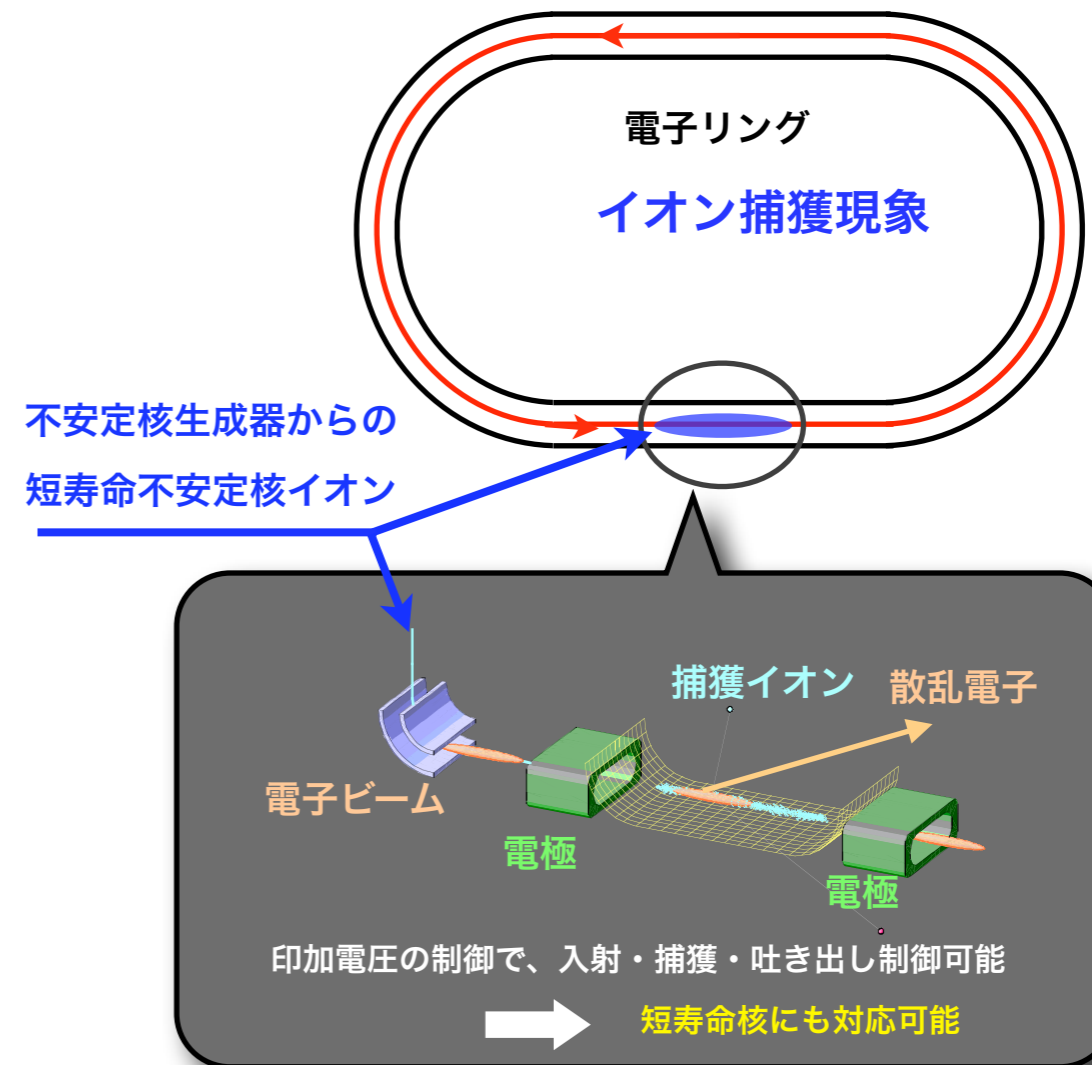 電子リング
イオン捕獲現象
不安定核生成器からの
短寿命不安定核イオン
捕獲イオン
散乱電子
電子ビーム
電極
電極
印加電圧の制御で、入射・捕獲・吐き出し制御可能
短寿命核にも対応可能